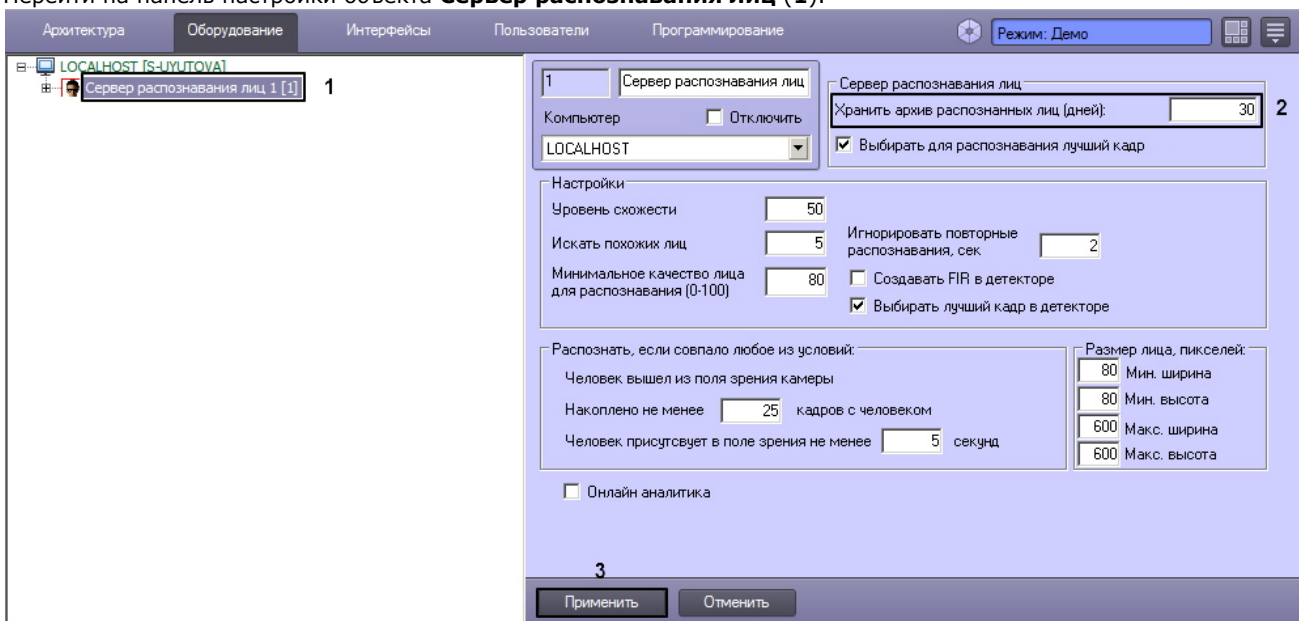 Перейти на панель настройки объекта Сервер распознавания лиц (1).
Архитектура Оборудование Интерфейсы Пользователи Программирование Режим: Демо
LOCALHOST [S-UYUTOVA]
Сервер распознавания лиц 1 [1] 1
1 Сервер распознавания лиц
Компьютер Отключить
LOCALHOST
Сервер распознавания лиц
Хранить архив распознанных лиц (дней): 30 2
Выбирать для распознавания лучший кадр
Настройки
Уровень схожести 50
Искать похожих лиц 5
Минимальное качество лица
для распознавания (0-100) 80
Игнорировать повторные
распознавания, сек 2
Создавать FIR в детекторе
Выбирать лучший кадр в детекторе
Распознать, если совпало любое из условий:
Человек вышел из поля зрения камеры
Накоплено не менее 25 кадров с человеком
Человек присутсвует в поле зрения не менее 5 секунд
Размер лица, пикселей:
80 Мин. ширина
80 Мин. высота
600 Макс. ширина
600 Макс. высота
Онлайн аналитика
3
Применить Отменить